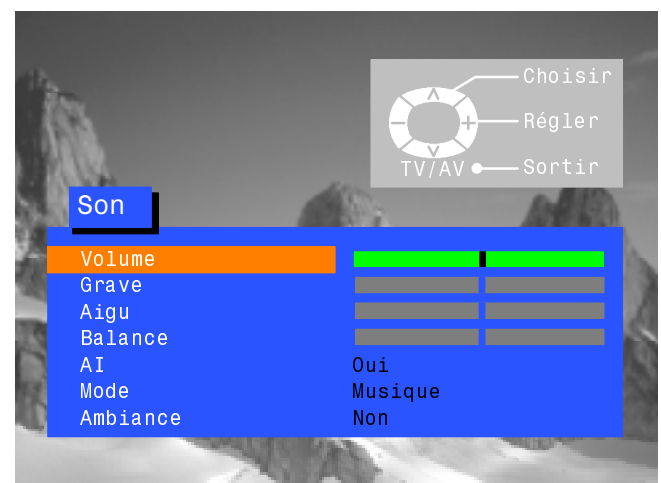 Choisir
Régler
TV/AV Sortir
Son
Volume
Grave
Aigu
Balance
AI Oui
Mode Musique
Ambiance Non